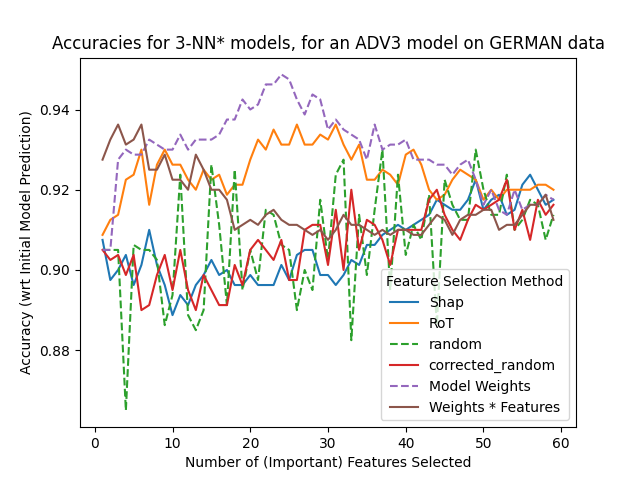 Accuracies for 3-NN* models, for an ADV3 model on GERMAN data
Accuracy (wrt Initial Model Prediction)
0.94
0.92
0.90
0.88
Feature Selection Method
Shap
RoT
random
corrected_random
Model Weights
Weights * Features
0 10 20 30 40 50 60
Number of (Important) Features Selected